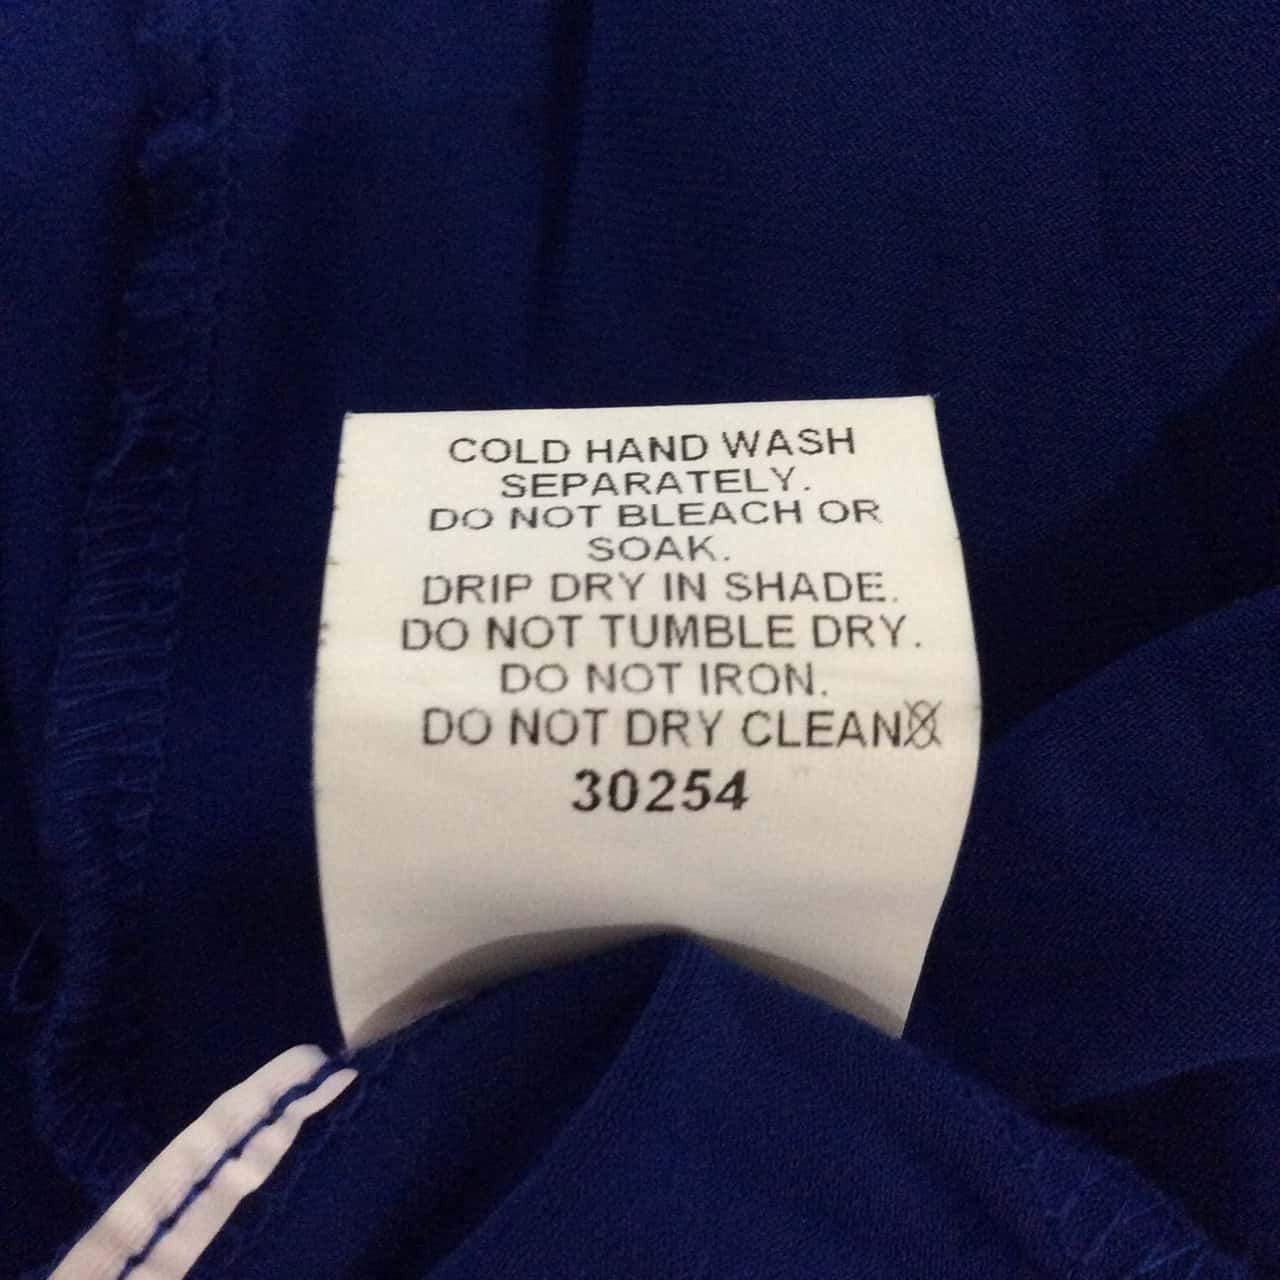 COLD HAND WASH
SEPARATELY.
DO NOT BLEACH OR
SOAK.
DRIP DRY IN SHADE.
DO NOT TUMBLE DRY.
DO NOT IRON.
DO NOT DRY CLEAN
30254